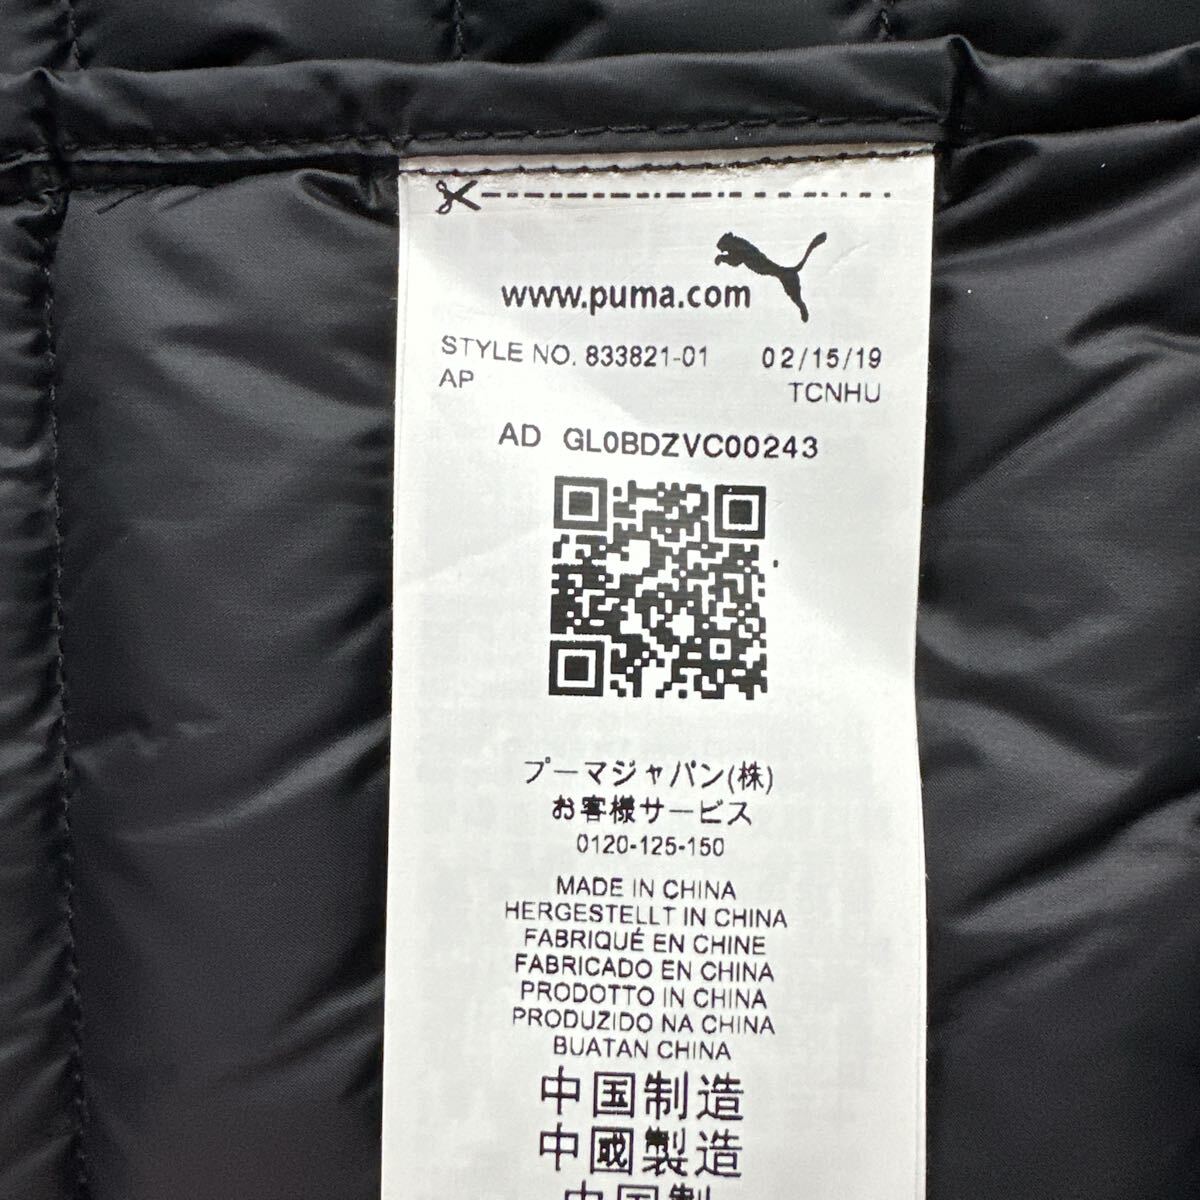 www.puma.com
STYLE NO. 833821-01 02/15/19
AP TCNHU
AD GL0BDZVC00243
プーマジャパン(株)
お客様サービス
0120-125-150
MADE IN CHINA
HERGESTELLT IN CHINA
FABRIQUÉ EN CHINE
FABRICADO EN CHINA
PRODOTTO IN CHINA
PRODUZIDO NA CHINA
BUATAN CHINA
中国制造
中國製造